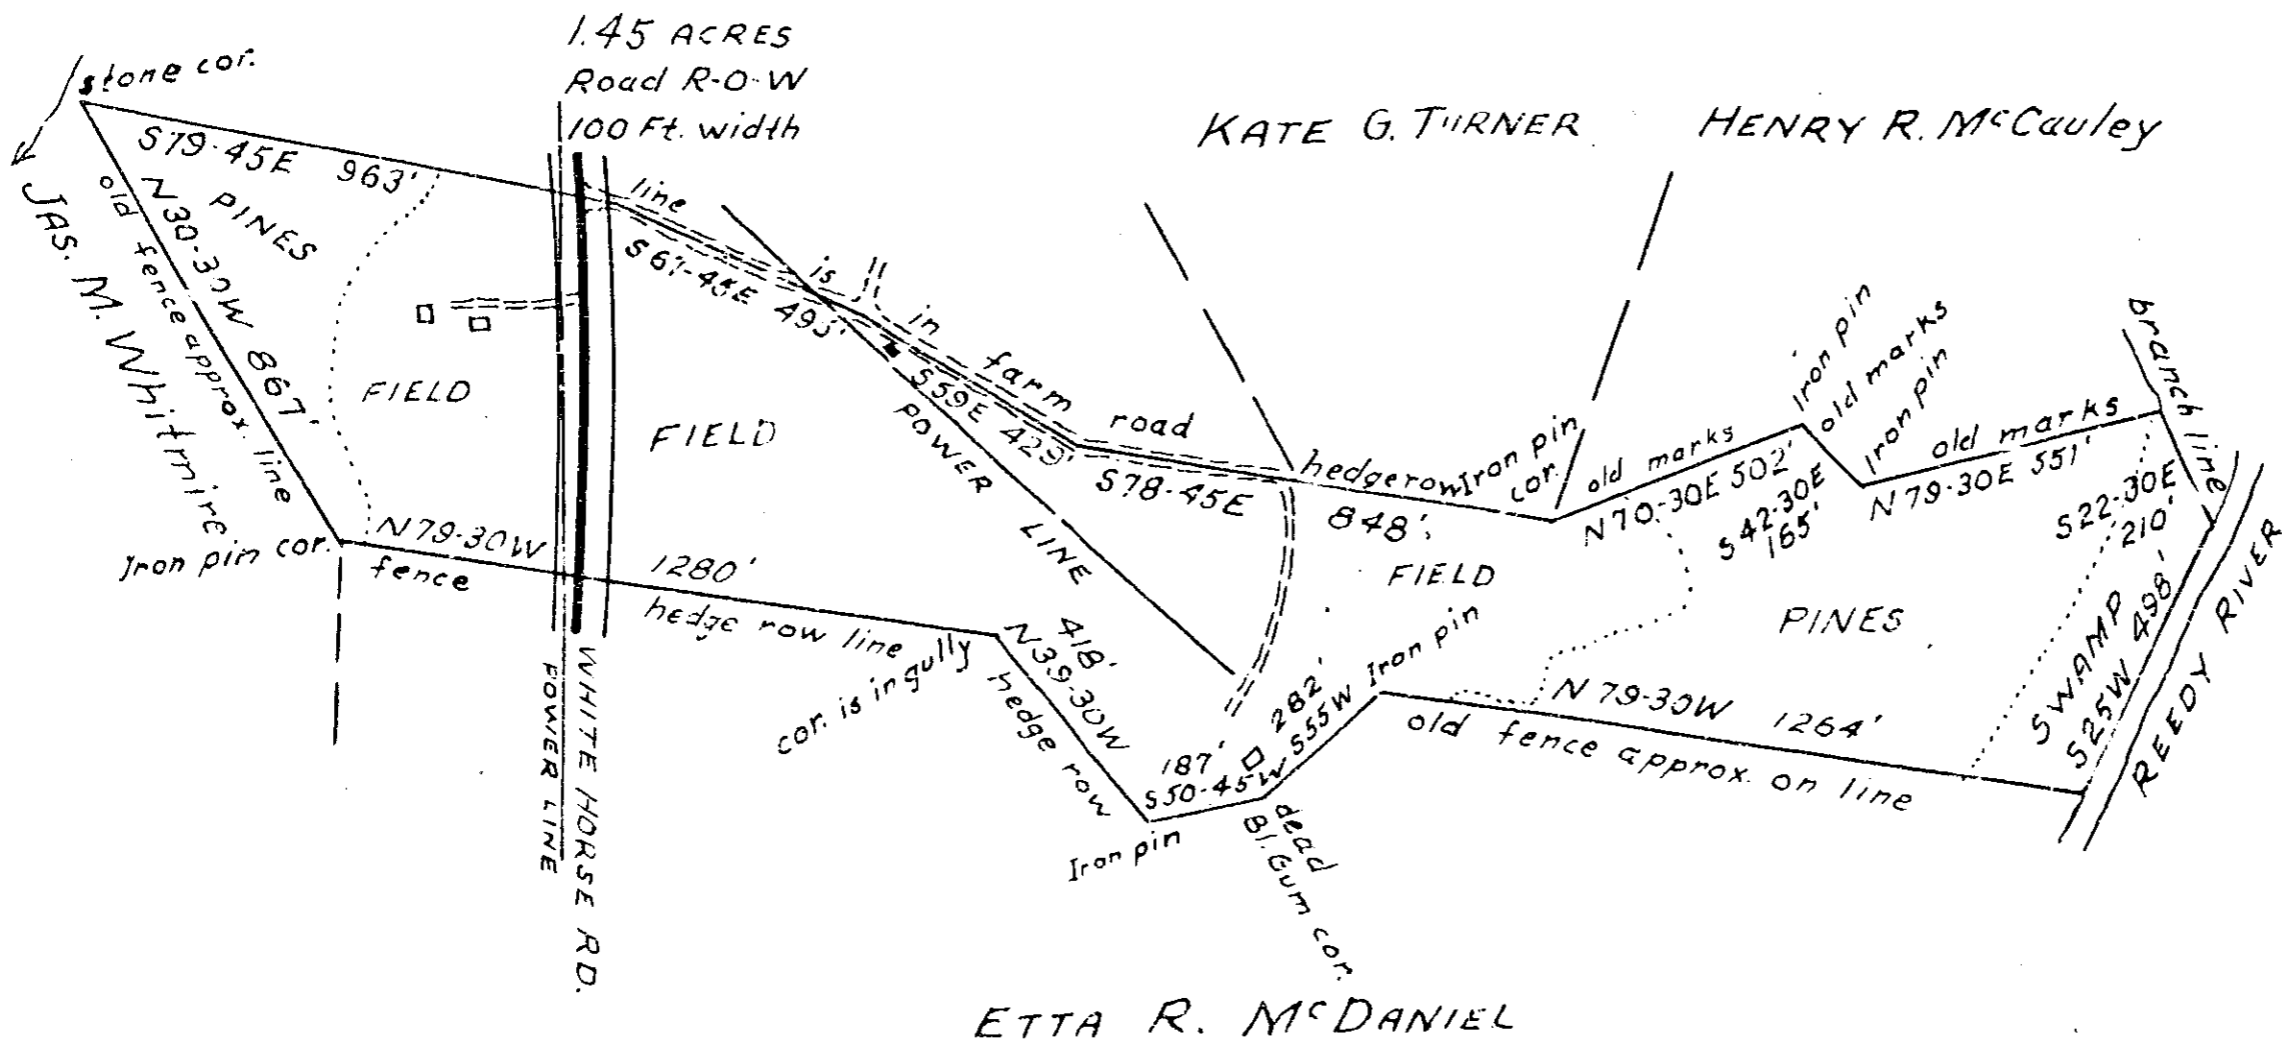 1.45 ACRES
Road R-O-W
100 Ft. width
stone cor.
KATE G. TURNER
HENRY R. McCauley
S79-45E 963'
JAS. M. Whitmire
old fence approx. line
N30-30W 867'
PINES
FIELD
FIELD
line is in farm road
S67-45E
S59E 429'
POWER LINE
S78-45E
hedgerow
848'
Iron pin cor.
old marks
N70-30E 502'
Iron pin
old marks
S42-30E
165'
Iron pin
old marks
N79-30E 551'
branch line
S22-30E
210'
SWAMP
S25W 498'
REEDY RIVER
Iron pin cor.
N79-30W
fence
1280'
hedge row line
POWER LINE
WHITE HORSE RD.
cor. is in gully
418'
N39-30W
hedge row
Iron pin
187'
S50-45W
dead
Bl. Gum cor.
282'
S55W
Iron pin
FIELD
PINES
N79-30W 1264'
old fence approx. on line
ETTA R. McDANIEL